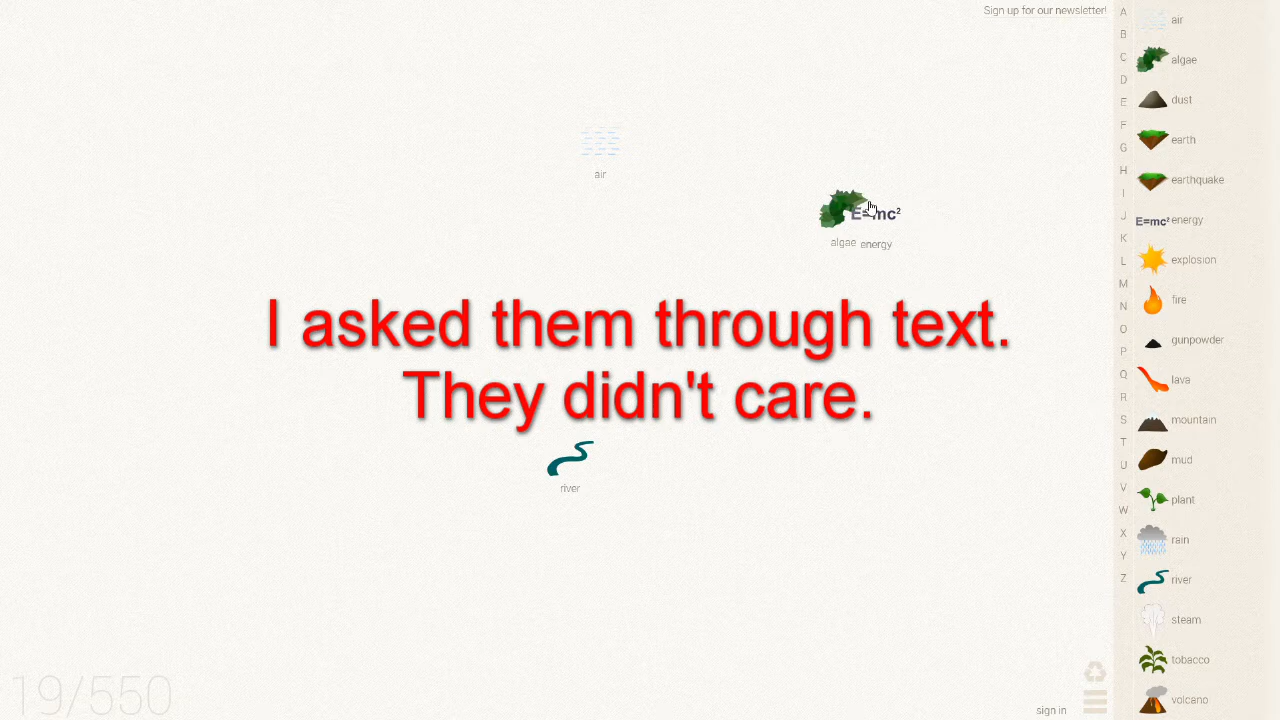 Sign up for our newsletter!
air
algae energy
I asked them through text.
They didn't care.
river
19/550
sign in
A
B
C
D
E
F
G
H
I
J
K
L
M
N
O
P
Q
R
S
T
U
V
W
X
Y
Z
air
algae
dust
earth
earthquake
E=mc² energy
explosion
fire
gunpowder
lava
mountain
mud
plant
rain
river
steam
tobacco
volcano